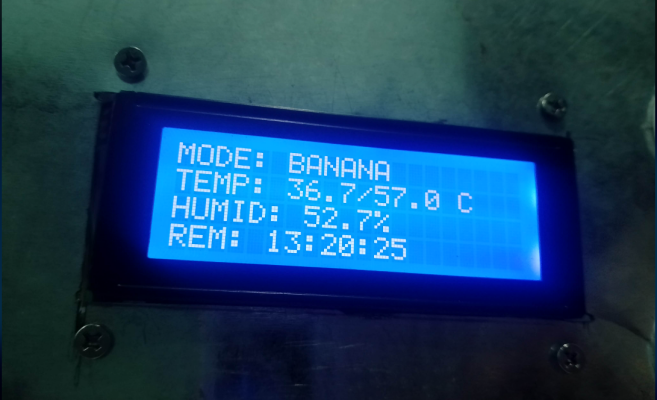 MODE: BANANA
TEMP: 36.7/57.0 C
HUMID: 52.7%
REM: 13:20:25